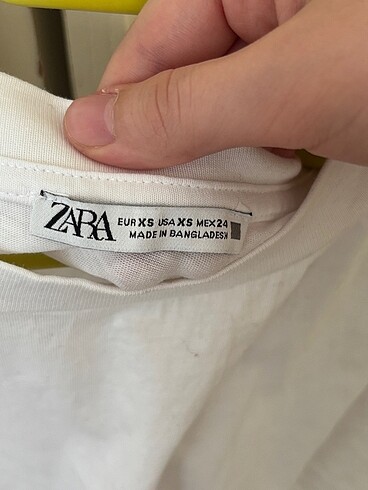 ZARA
EUR XS USA XS MEX 24
MADE IN BANGLADESH